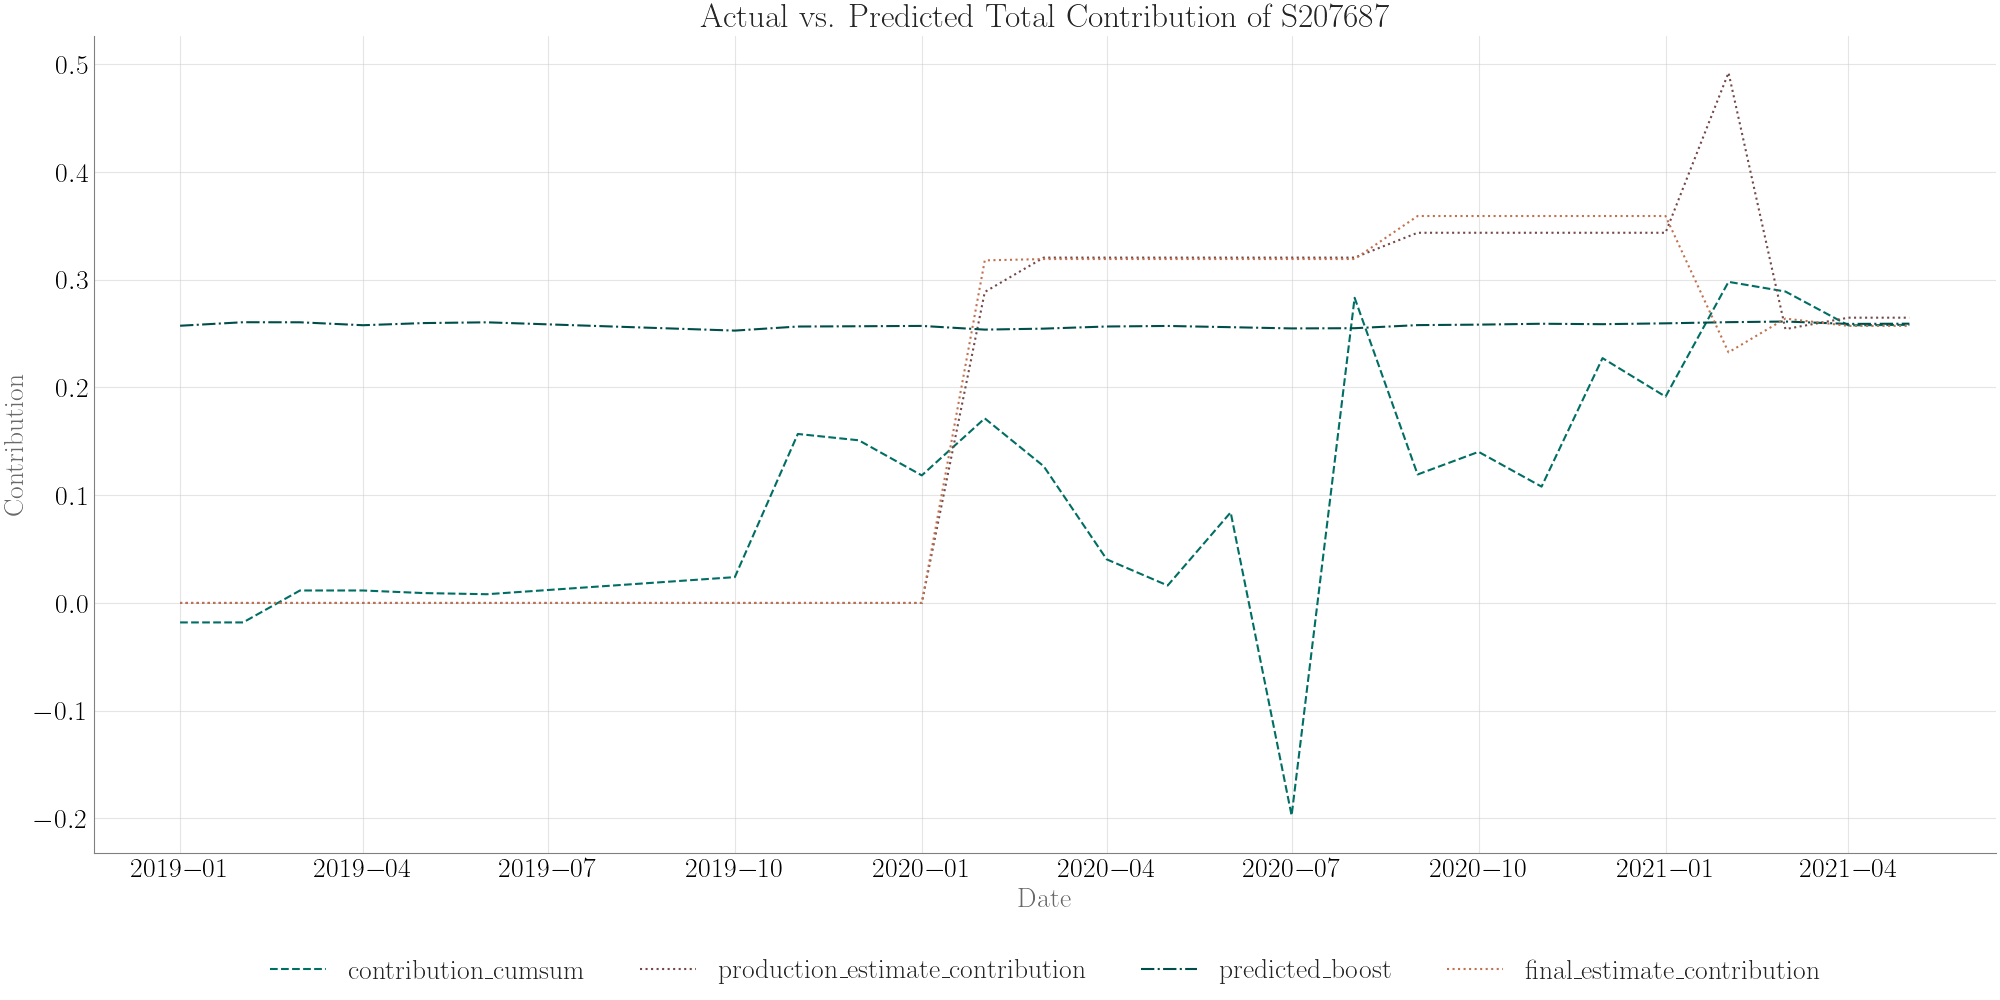 Actual vs. Predicted Total Contribution of S207687
0.5
0.4
0.3
0.2
0.1
0.0
−0.1
−0.2
Contribution
2019−01 2019−04 2019−07 2019−10 2020−01 2020−04 2020−07 2020−10 2021−01 2021−04
Date
contribution_cumsum production_estimate_contribution predicted_boost final_estimate_contribution